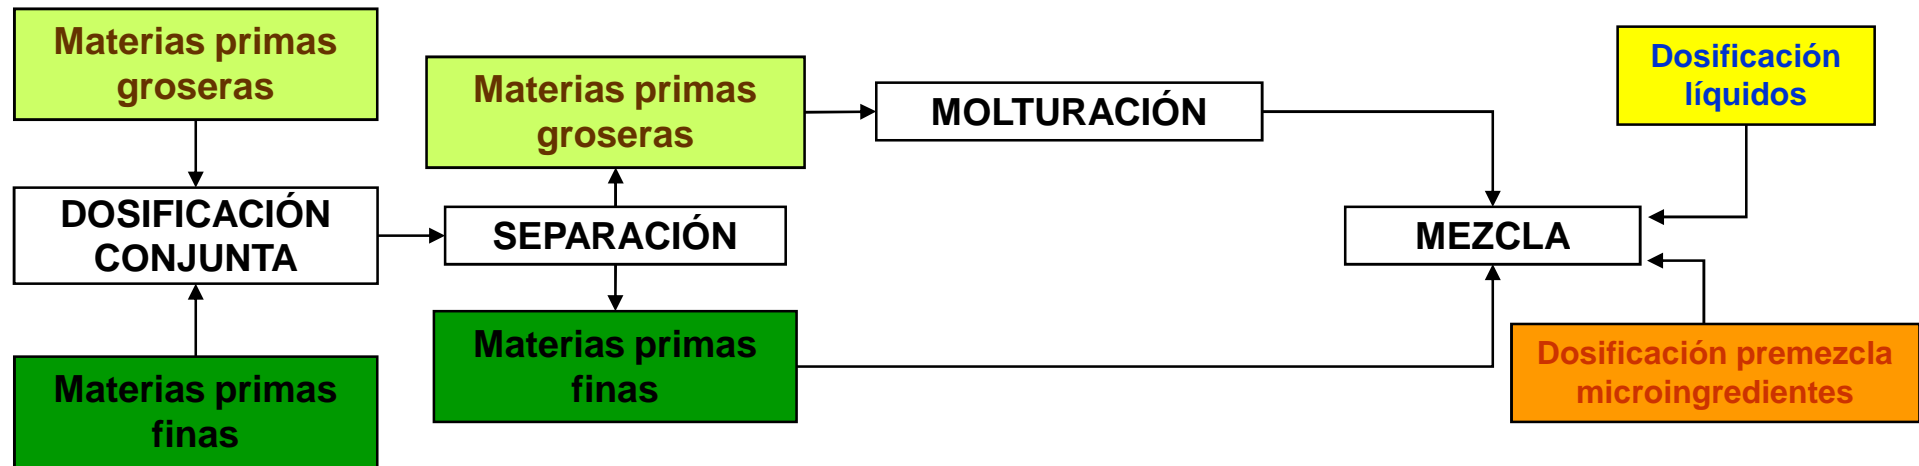 Materias primas
groseras
DOSIFICACIÓN
CONJUNTA
Materias primas
finas
Materias primas
groseras
SEPARACIÓN
Materias primas
finas
MOLTURACIÓN
MEZCLA
Dosificación
líquidos
Dosificación premezcla
microingredientes